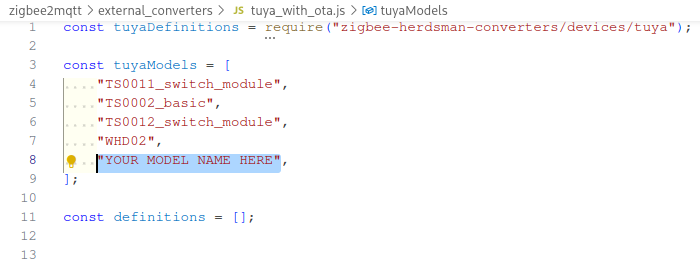 zigbee2mqtt > external_converters > JS tuya_with_ota.js > tuyaModels
1 const tuyaDefinitions = require("zigbee-herdsman-converters/devices/tuya");
2
3 const tuyaModels = [
4 "TS0011_switch_module",
5 "TS0002_basic",
6 "TS0012_switch_module",
7 "WHD02",
8 "YOUR MODEL NAME HERE",
9 ];
10
11 const definitions = [];
12
13